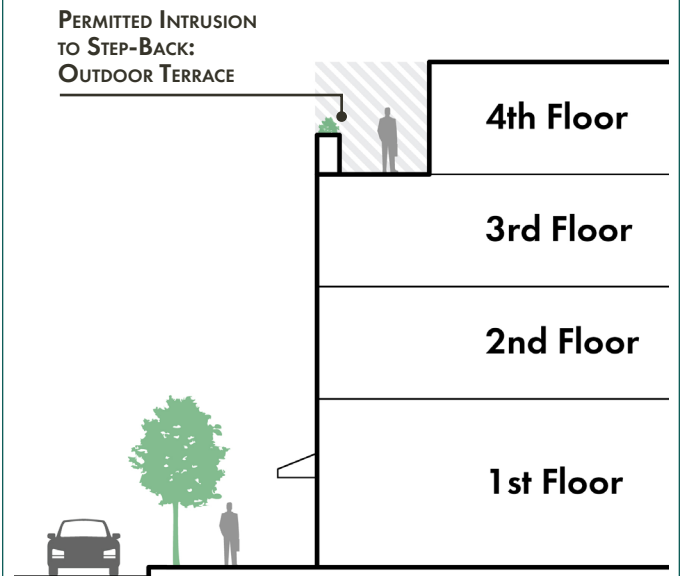 Permitted Intrusion
to Step-Back:
Outdoor Terrace
4th Floor
3rd Floor
2nd Floor
1st Floor